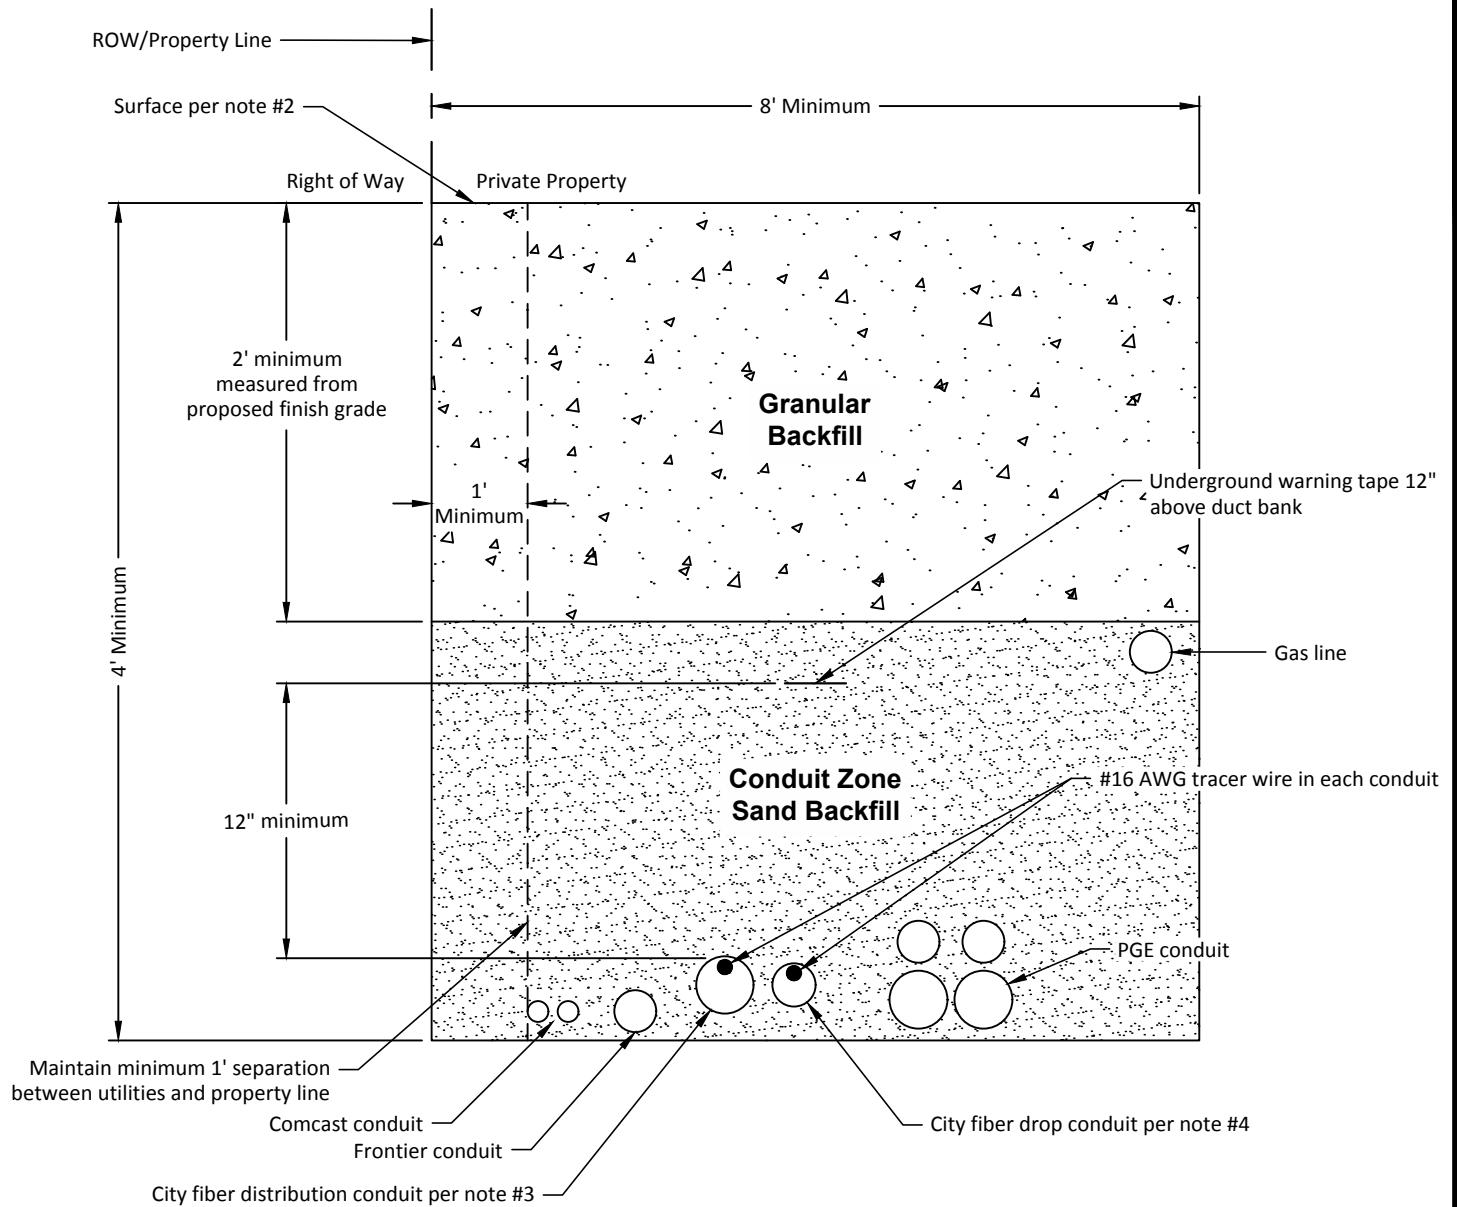 ROW/Property Line
Surface per note #2
8' Minimum
Right of Way
Private Property
2' minimum
measured from
proposed finish grade
Granular
Backfill
1'
Minimum
Underground warning tape 12"
above duct bank
4' Minimum
Gas line
Conduit Zone
Sand Backfill
#16 AWG tracer wire in each conduit
12" minimum
PGE conduit
Maintain minimum 1' separation
between utilities and property line
Comcast conduit
City fiber drop conduit per note #4
Frontier conduit
City fiber distribution conduit per note #3